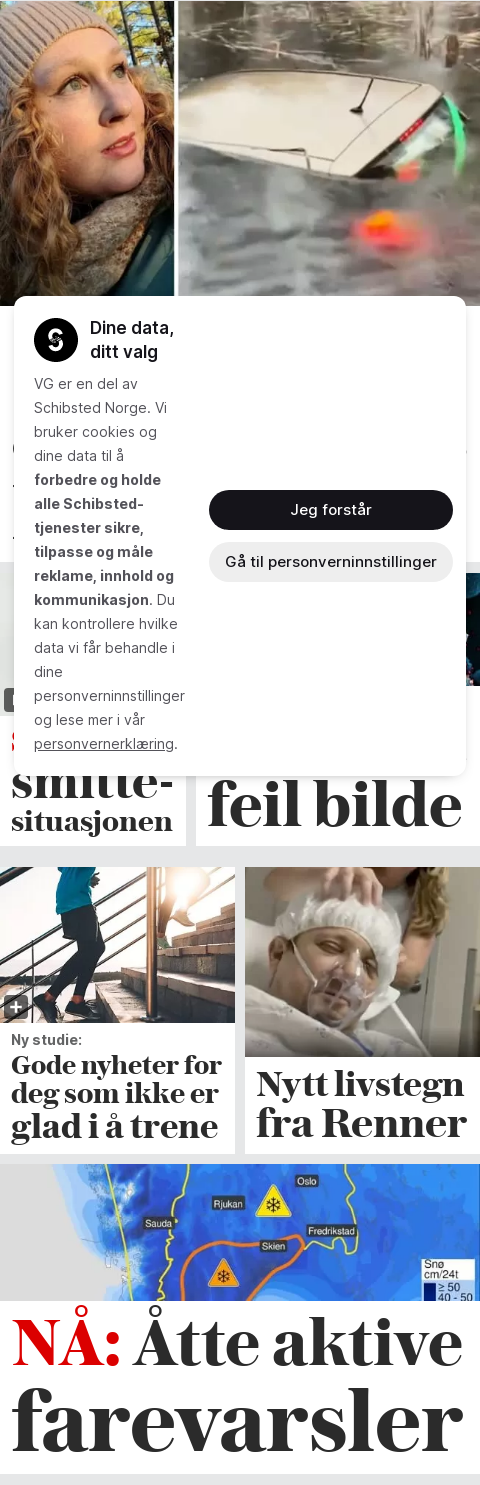 Dine data,
ditt valg
VG er en del av
Schibsted Norge. Vi
bruker cookies og
dine data til å
forbedre og holde
alle Schibsted-
tjenester sikre,
tilpasse og måle
reklame, innhold og
kommunikasjon. Du
kan kontrollere hvilke
data vi får behandle i
dine
personverninnstillinger
og lese mer i vår
personvernerklæring.
Jeg forstår
Gå til personverninnstillinger
smitte-
situasjonen
feil bilde
Ny studie:
Gode nyheter for
deg som ikke er
glad i å trene
Nytt livstegn
fra Renner
Oslo
Rjukan
Sauda
Fredrikstad
Skien
Snø
cm/24t
≥ 50
40 - 50
NÅ: Åtte aktive
farevarsler